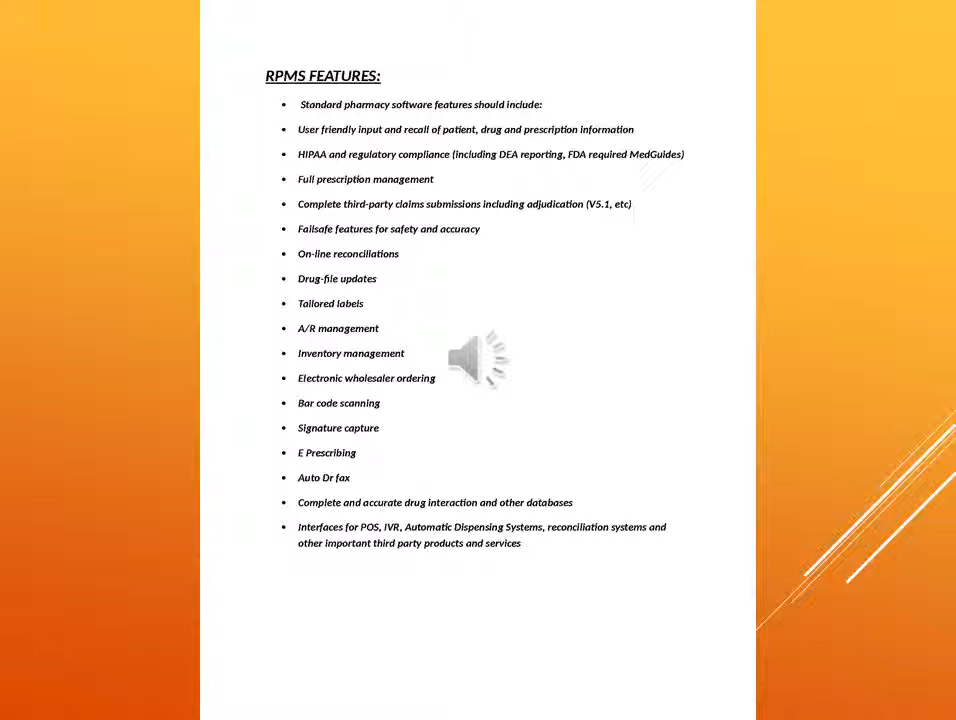 RPMS FEATURES:
• Standard pharmacy software features should include:
• User friendly input and recall of patient, drug and prescription information
• HIPAA and regulatory compliance (including DEA reporting, FDA required MedGuides)
• Full prescription management
• Complete third-party claims submissions including adjudication (V5.1, etc)
• Failsafe features for safety and accuracy
• On-line reconciliations
• Drug-file updates
• Tailored labels
• A/R management
• Inventory management
• Electronic wholesaler ordering
• Bar code scanning
• Signature capture
• E Prescribing
• Auto Dr fax
• Complete and accurate drug interaction and other databases
• Interfaces for POS, IVR, Automatic Dispensing Systems, reconciliation systems and
other important third party products and services